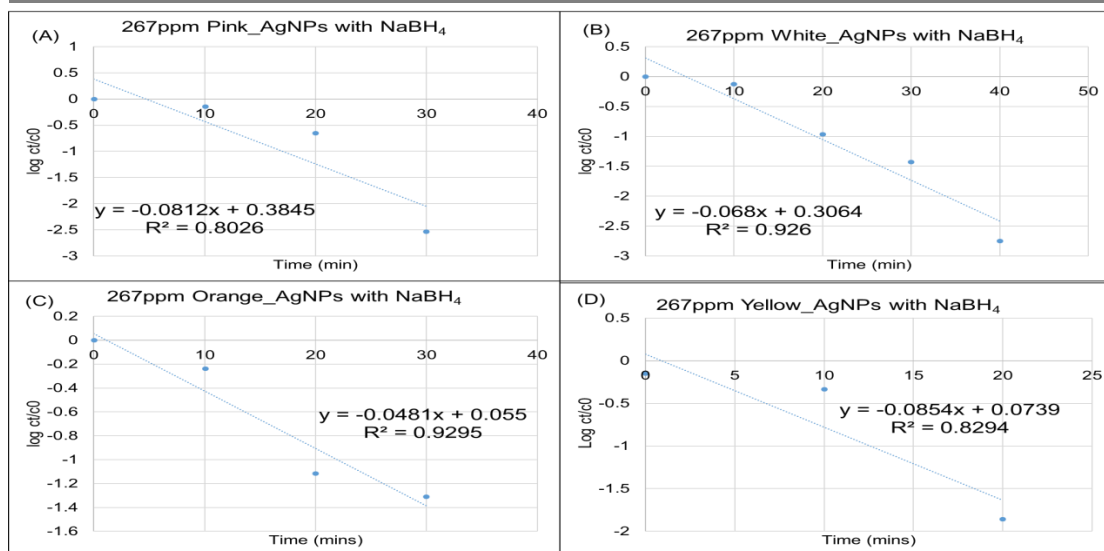 (A)
267ppm Pink_AgNPs with NaBH₄
1
0.5
0
-0.5
-1
-1.5
-2
-2.5
-3
0 10 20 30 40
log ct/c0
y = -0.0812x + 0.3845
R² = 0.8026
Time (min)
(B)
267ppm White_AgNPs with NaBH₄
0.5
0
-0.5
-1
-1.5
-2
-2.5
-3
0 10 20 30 40 50
log ct/c0
y = -0.068x + 0.3064
R² = 0.926
Time (min)
(C)
267ppm Orange_AgNPs with NaBH₄
0.2
0
-0.2
-0.4
-0.6
-0.8
-1
-1.2
-1.4
-1.6
0 10 20 30 40
log ct/c0
y = -0.0481x + 0.055
R² = 0.9295
Time (mins)
(D)
267ppm Yellow_AgNPs with NaBH₄
0.5
0
-0.5
-1
-1.5
-2
0 5 10 15 20 25
Log ct/c0
y = -0.0854x + 0.0739
R² = 0.8294
Time (mins)